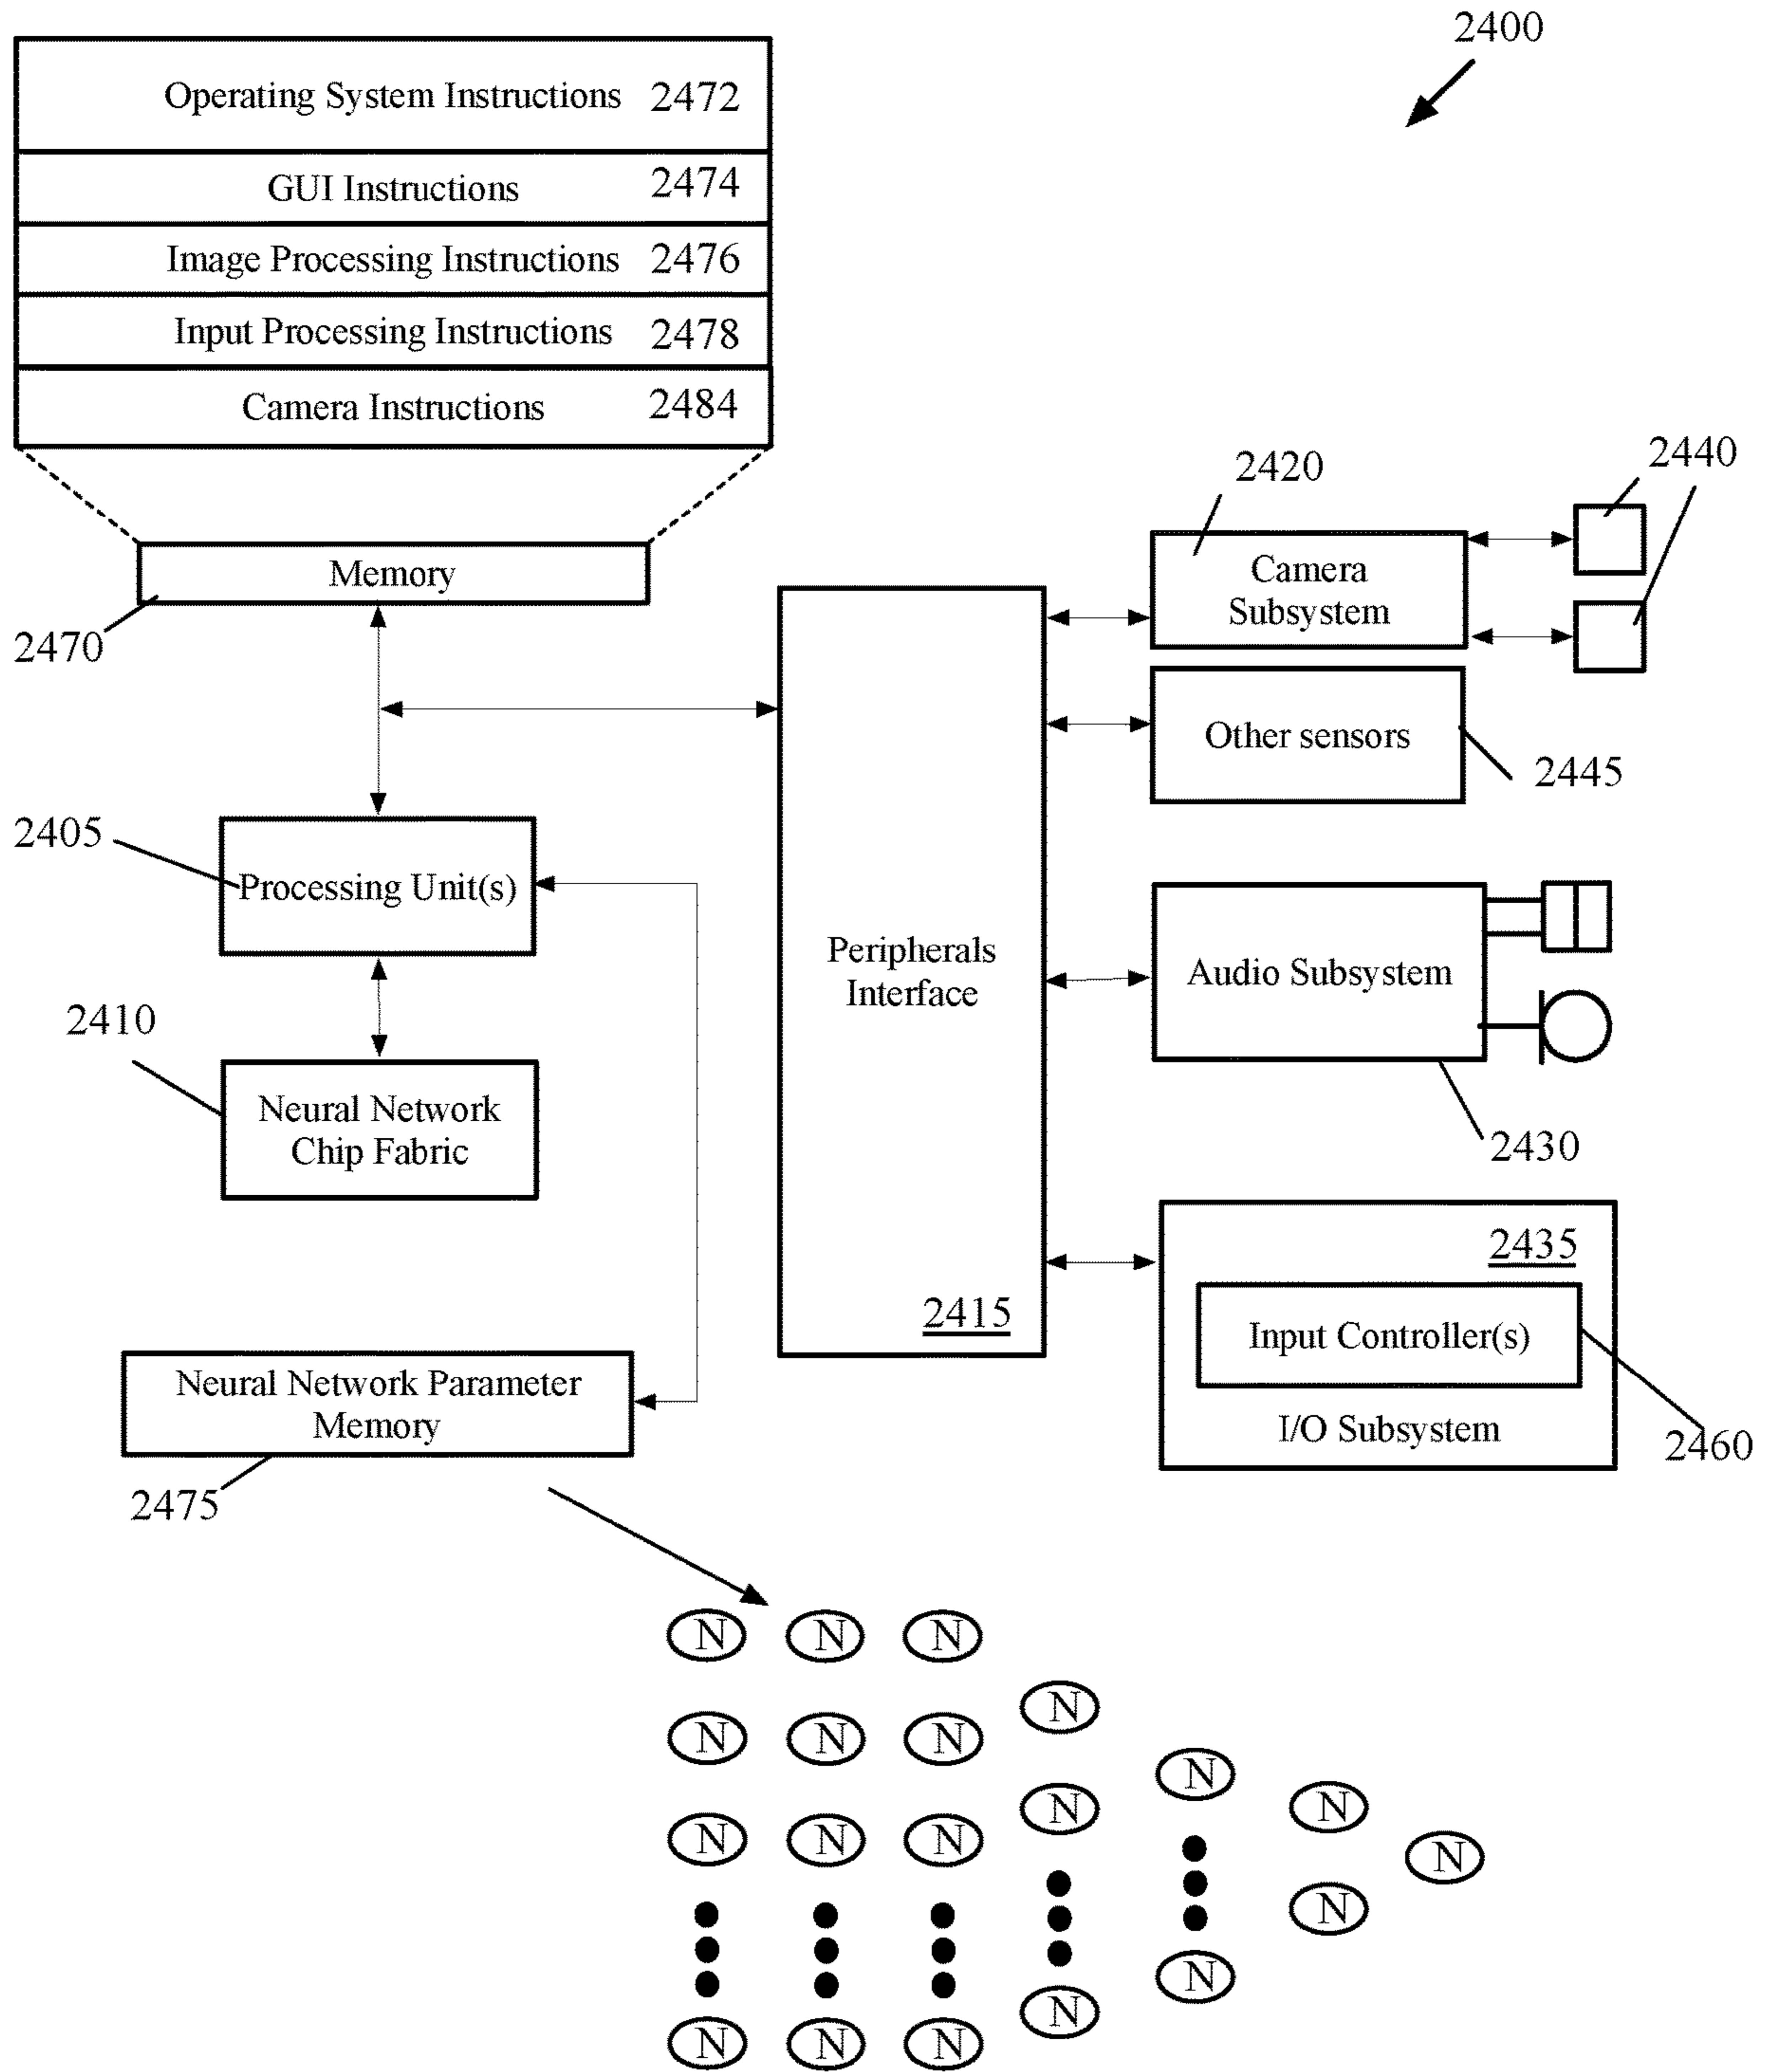 2400
Operating System Instructions 2472
GUI Instructions 2474
Image Processing Instructions 2476
Input Processing Instructions 2478
Camera Instructions 2484
Memory
2470
2420
2440
Camera
Subsystem
Other sensors
2445
2405
Processing Unit(s)
2410
Neural Network
Chip Fabric
Peripherals
Interface
2415
Audio Subsystem
2430
2435
Input Controller(s)
I/O Subsystem
2460
Neural Network Parameter
Memory
2475
N N N
N
N N N
N
N
N
N N N
N
N
N
N
N
N N N